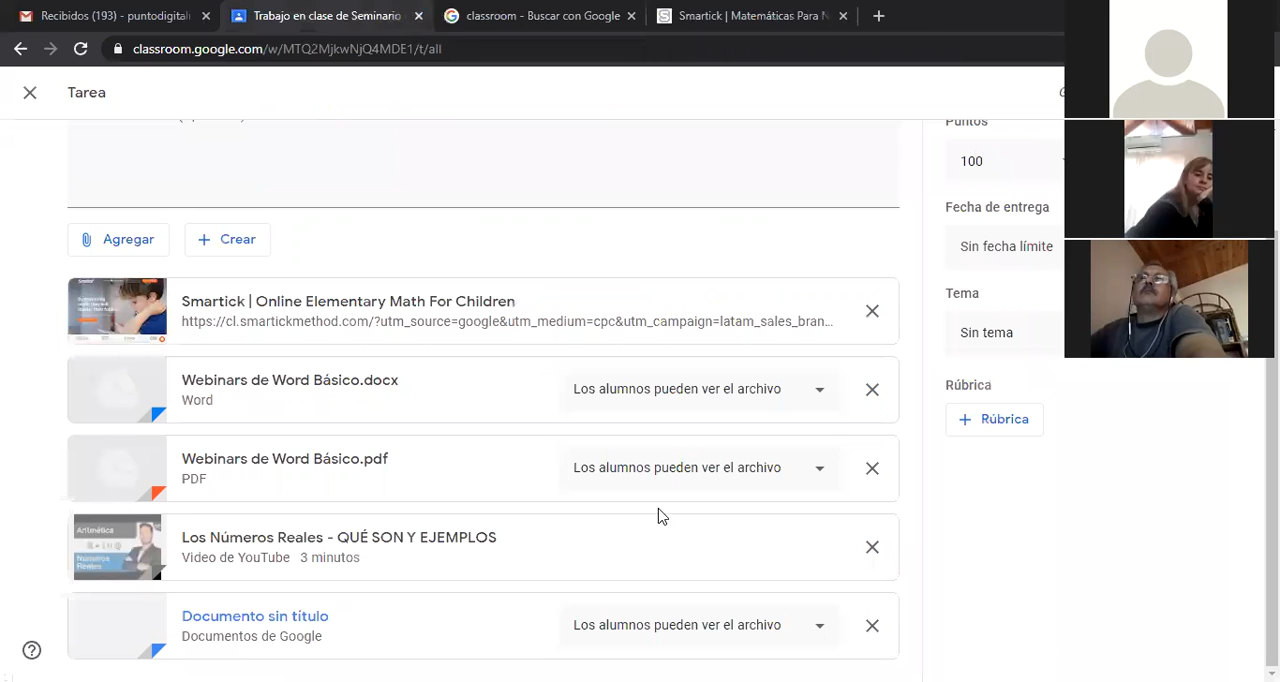 Recibidos (193) - puntodigital
Trabajo en clase de Seminario
classroom - Buscar con Google
Smartick | Matemáticas Para N
classroom.google.com/w/MTQ2MjkwNjQ4MDE1/t/all
Tarea
Puntos
100
Agregar
Crear
Fecha de entrega
Sin fecha límite
Smartick | Online Elementary Math For Children
https://cl.smartickmethod.com/?utm_source=google&utm_medium=cpc&utm_campaign=latam_sales_bran...
Tema
Sin tema
Webinars de Word Básico.docx
Word
Los alumnos pueden ver el archivo
Rúbrica
Rúbrica
Webinars de Word Básico.pdf
PDF
Los alumnos pueden ver el archivo
Aritmética
Números
Reales
Los Números Reales - QUÉ SON Y EJEMPLOS
Video de YouTube 3 minutos
Documento sin título
Documentos de Google
Los alumnos pueden ver el archivo